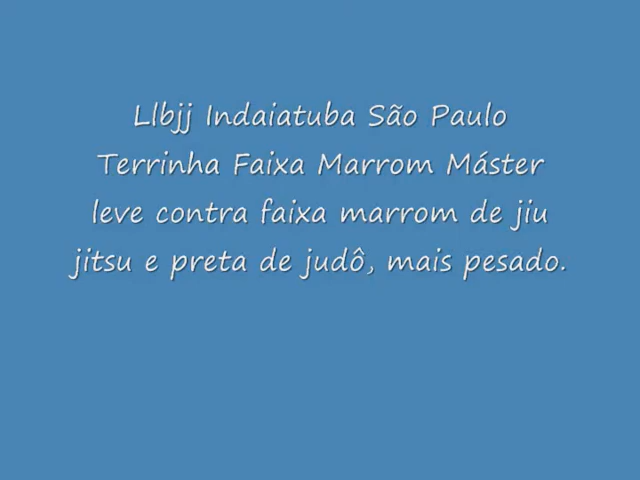 Llbjj Indaiatuba São Paulo
Terrinha Faixa Marrom Máster
leve contra faixa marrom de jiu
jitsu e preta de judô, mais pesado.